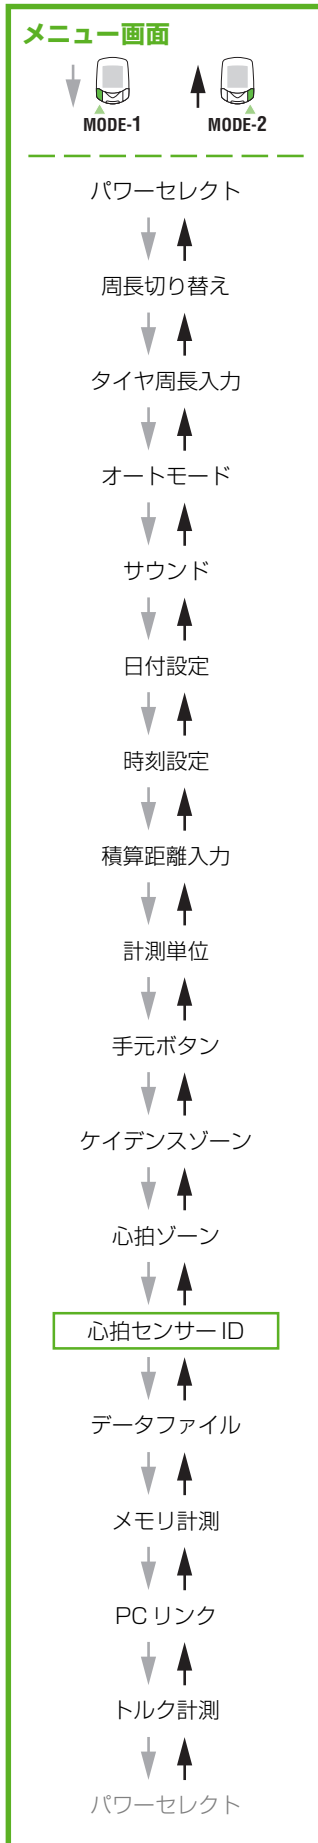 メニュー画面
MODE-1 MODE-2
パワーセレクト
周長切り替え
タイヤ周長入力
オートモード
サウンド
日付設定
時刻設定
積算距離入力
計測単位
手元ボタン
ケイデンスゾーン
心拍ゾーン
心拍センサー ID
データファイル
メモリ計測
PC リンク
トルク計測
パワーセレクト